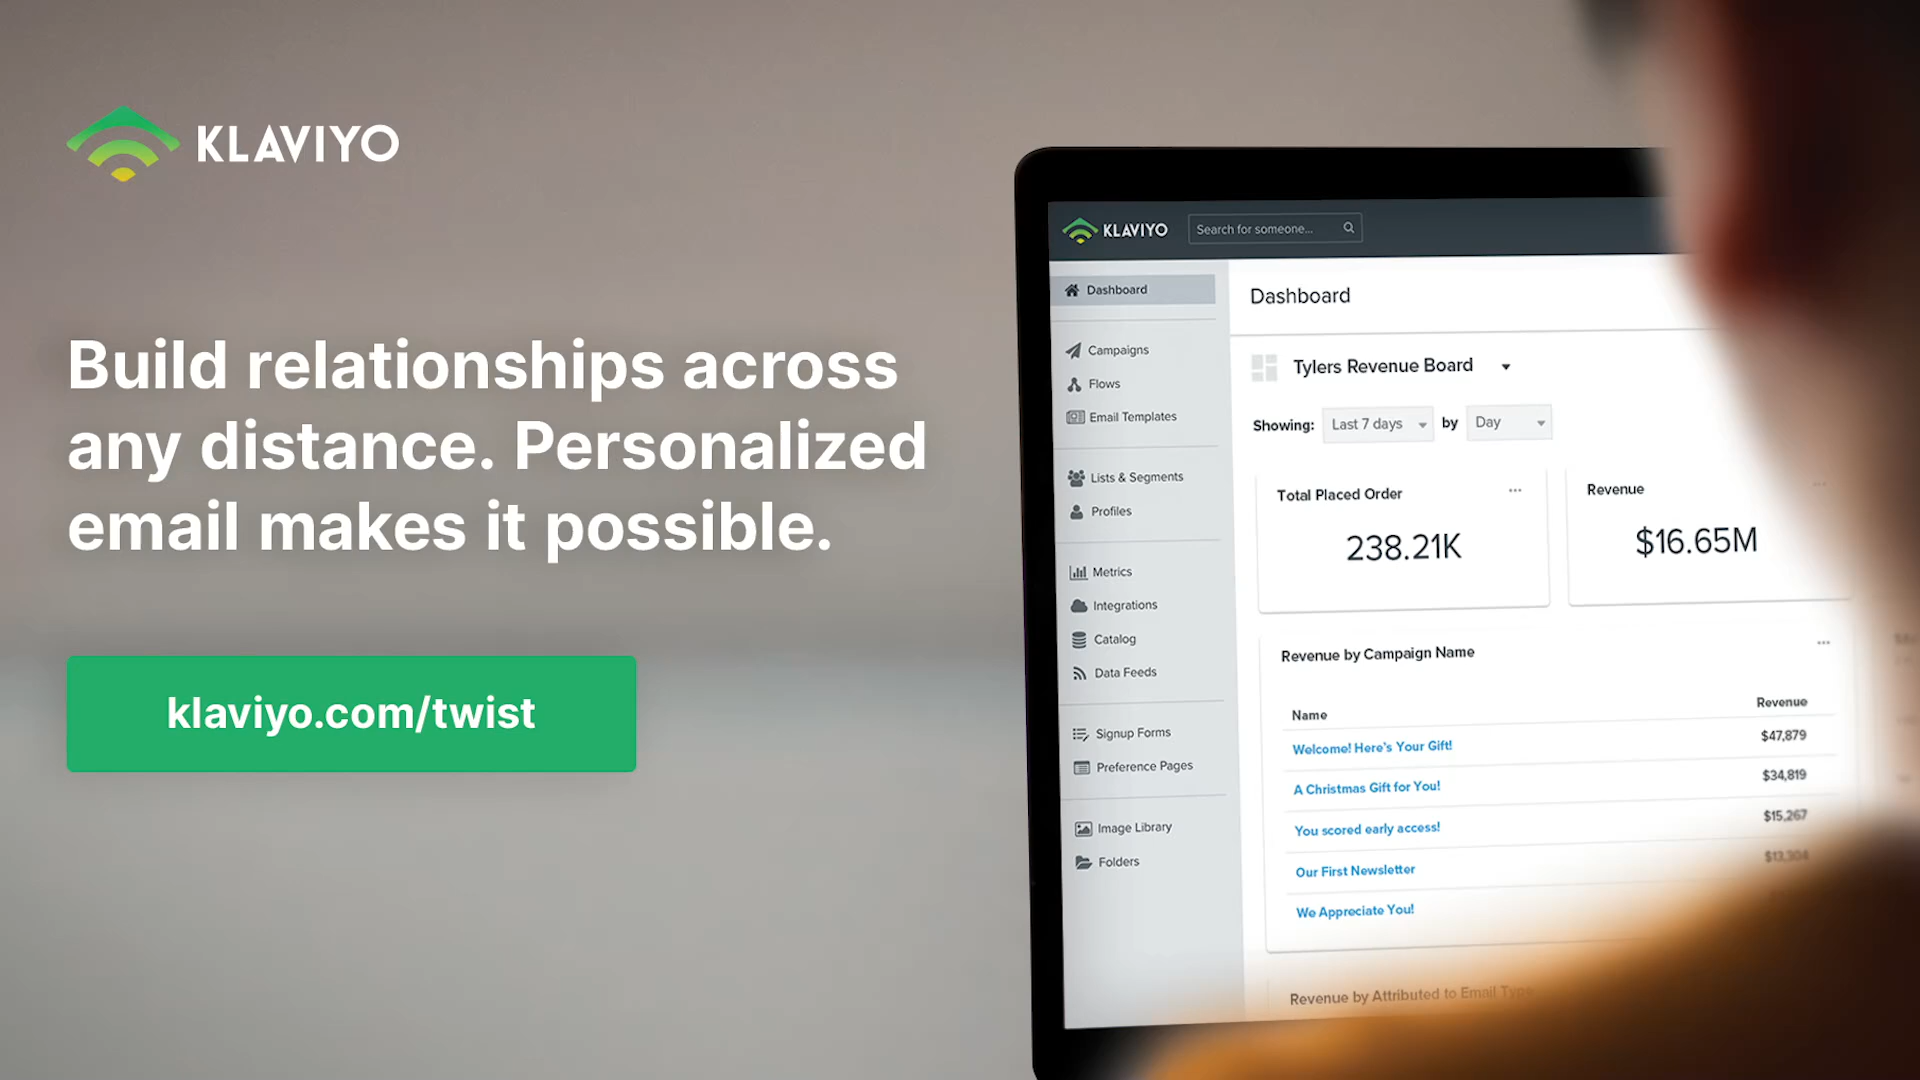 KLAVIYO
Build relationships across
any distance. Personalized
email makes it possible.
klaviyo.com/twist
KLAVIYO
Search for someone...
Dashboard
Campaigns
Flows
Email Templates
Lists & Segments
Profiles
Metrics
Integrations
Catalog
Data Feeds
Signup Forms
Preference Pages
Image Library
Folders
Dashboard
Tylers Revenue Board
Showing: Last 7 days by Day
Total Placed Order
238.21K
Revenue
$16.65M
Revenue by Campaign Name
Name Revenue
Welcome! Here's Your Gift! $47,879
A Christmas Gift for You! $34,819
You scored early access! $15,267
Our First Newsletter $13,304
We Appreciate You!
Revenue by Attributed to Email Type